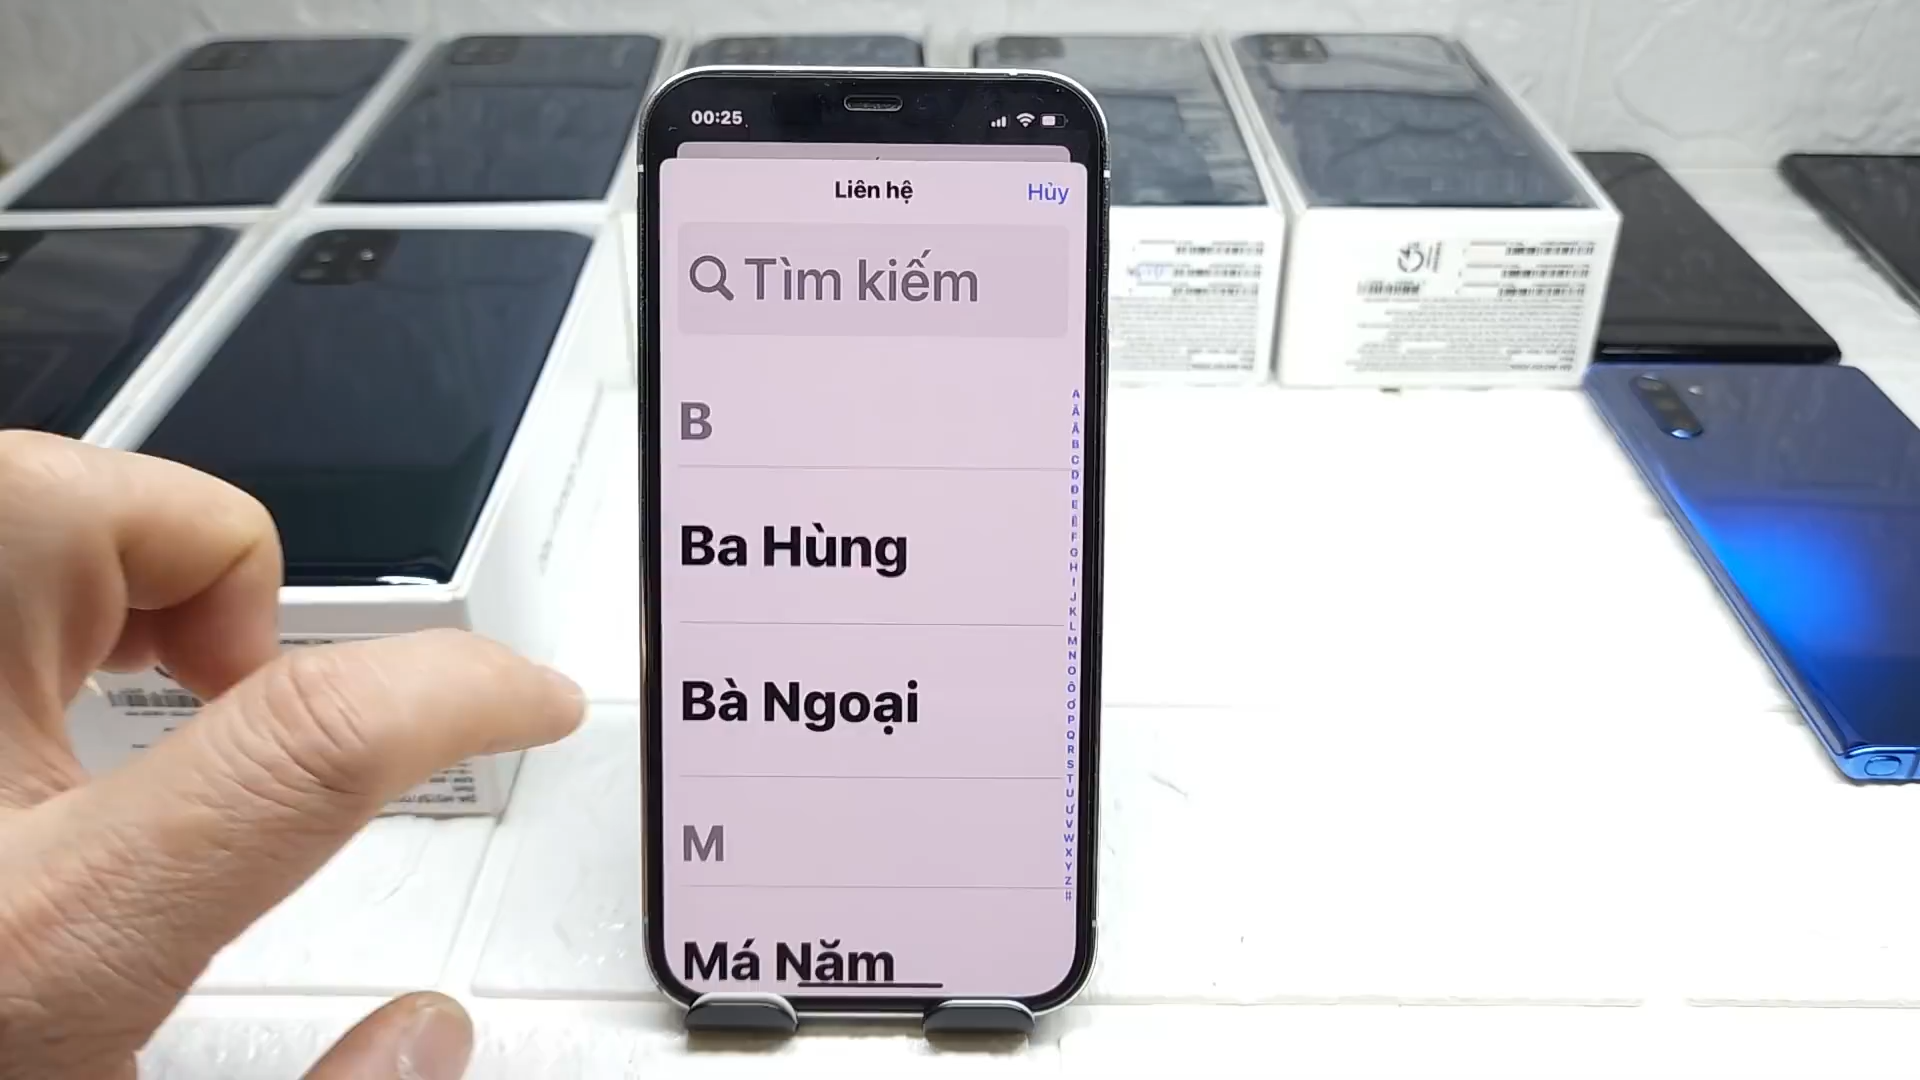 00:25
Liên hệ
Hủy
Tìm kiếm
B
Ba Hùng
Bà Ngoại
M
Má Năm
A
Ă
Â
B
C
D
Đ
E
Ê
F
G
H
I
J
K
L
M
N
O
Ô
Ơ
P
Q
R
S
T
U
Ư
V
W
X
Y
Z
#